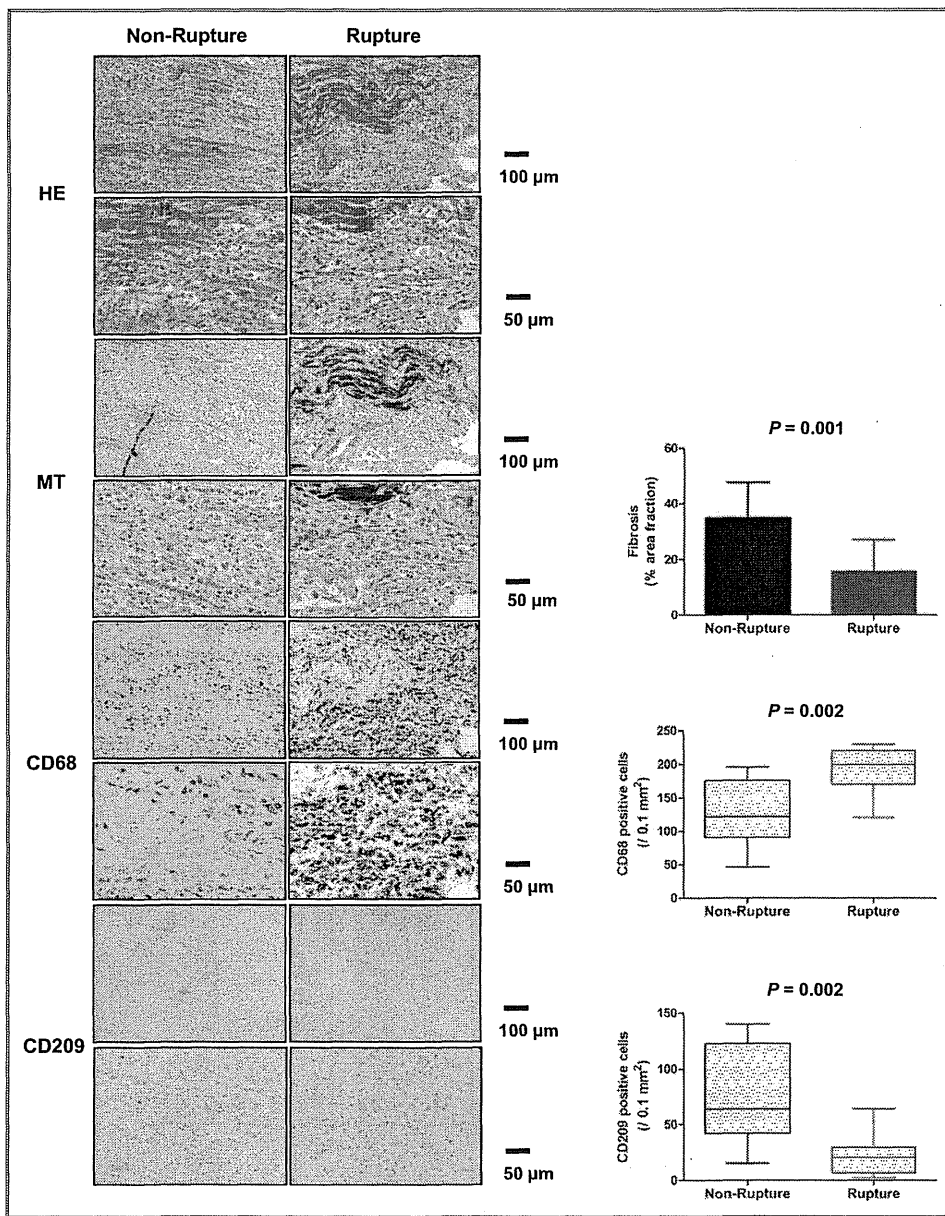 Non-Rupture Rupture
HE
100 µm
50 µm
MT
100 µm
50 µm
CD68
100 µm
50 µm
CD209
100 µm
50 µm
P = 0.001
Fibrosis
(% area fraction)
60
40
20
0
Non-Rupture Rupture
P = 0.002
CD68 positive cells
(/ 0.1 mm²)
250
200
150
100
50
0
Non-Rupture Rupture
P = 0.002
CD209 positive cells
(/ 0.1 mm²)
150
100
50
0
Non-Rupture Rupture